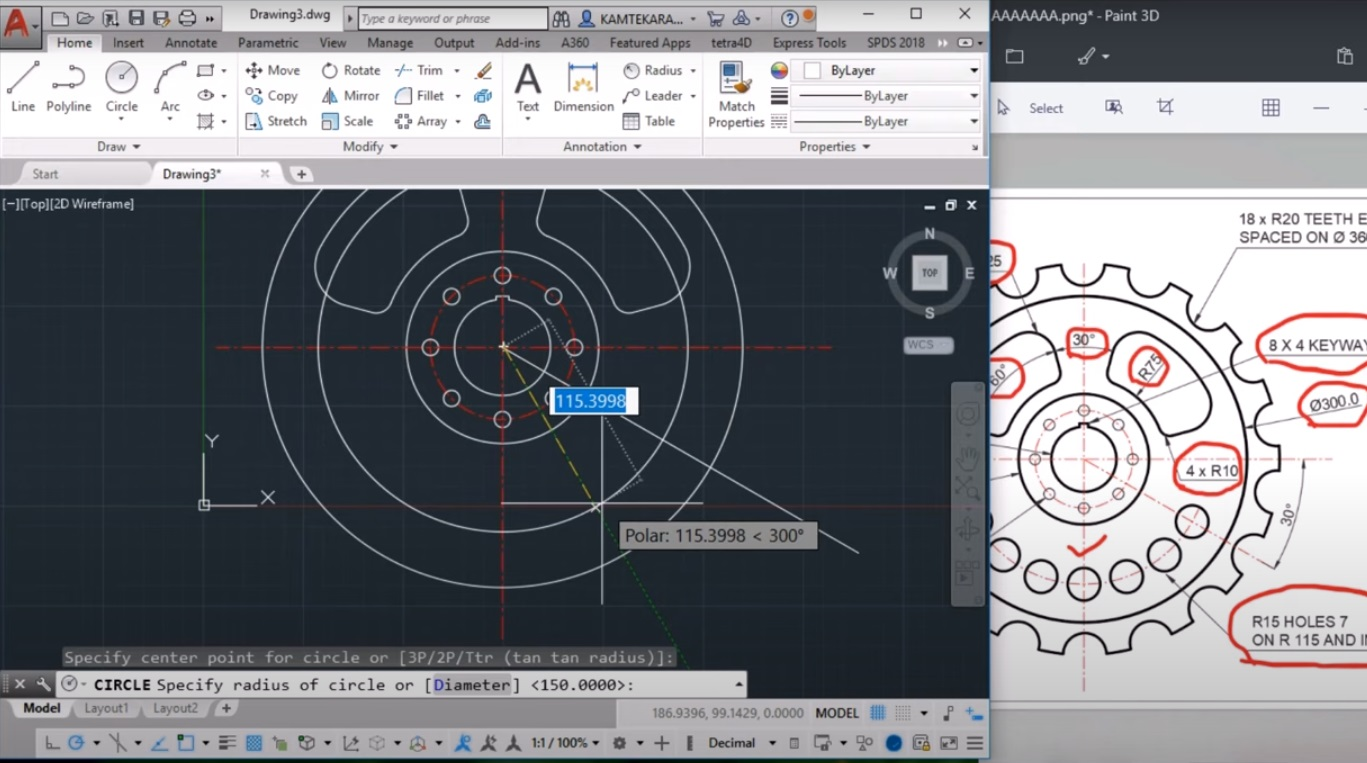 Drawing3.dwg
Type a keyword or phrase
KAMTEKARA...
AAAAAAA.png* - Paint 3D
Home Insert Annotate Parametric View Manage Output Add-ins A360 Featured Apps tetra4D Express Tools SPDS 2018
Line Polyline Circle Arc
Move Rotate Trim
Copy Mirror Fillet
Stretch Scale Array
Text Dimension
Radius
Leader
Table
Match
Properties
ByLayer
ByLayer
ByLayer
Select
Draw Modify Annotation Properties
Start Drawing3*
[−][Top][2D Wireframe]
N
W TOP E
S
WCS
18 x R20 TEETH E
SPACED ON Ø 36
25
30°
8 X 4 KEYWAY
60°
R75
Ø300.0
4 x R10
30°
R15 HOLES 7
ON R 115 AND I
115.3998
Y
X
Polar: 115.3998 < 300°
Specify center point for circle or [3P/2P/Ttr (tan tan radius)]:
CIRCLE Specify radius of circle or [Diameter] <150.0000>:
Model Layout1 Layout2
186.9396, 99.1429, 0.0000 MODEL
1:1 / 100% Decimal